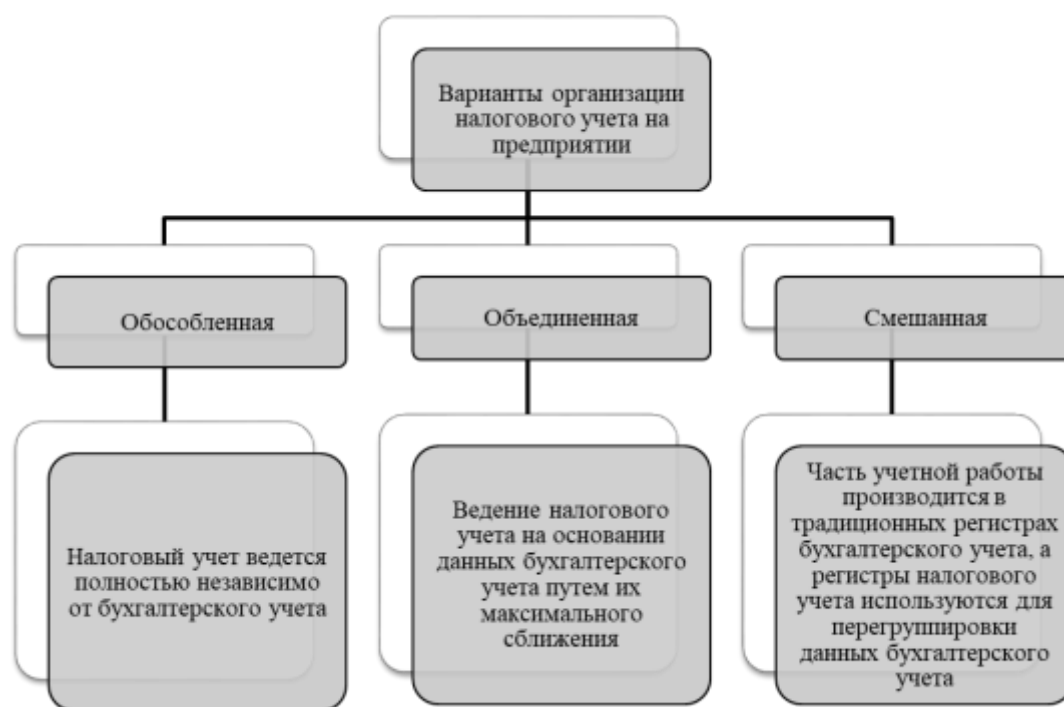 Варианты организации
налогового учета на
предприятии
Обособленная
Объединенная
Смешанная
Налоговый учет ведется
полностью независимо
от бухгалтерского учета
Ведение налогового
учета на основании
данных бухгалтерского
учета путем их
максимального
сближения
Часть учетной работы
производится в
традиционных регистрах
бухгалтерского учета, а
регистры налогового
учета используются для
перегруппировки
данных бухгалтерского
учета